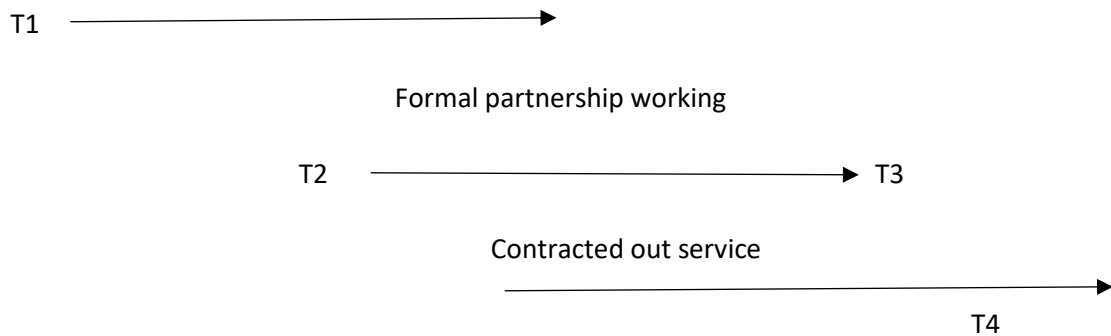 T1
Formal partnership working
T2 T3
Contracted out service
T4